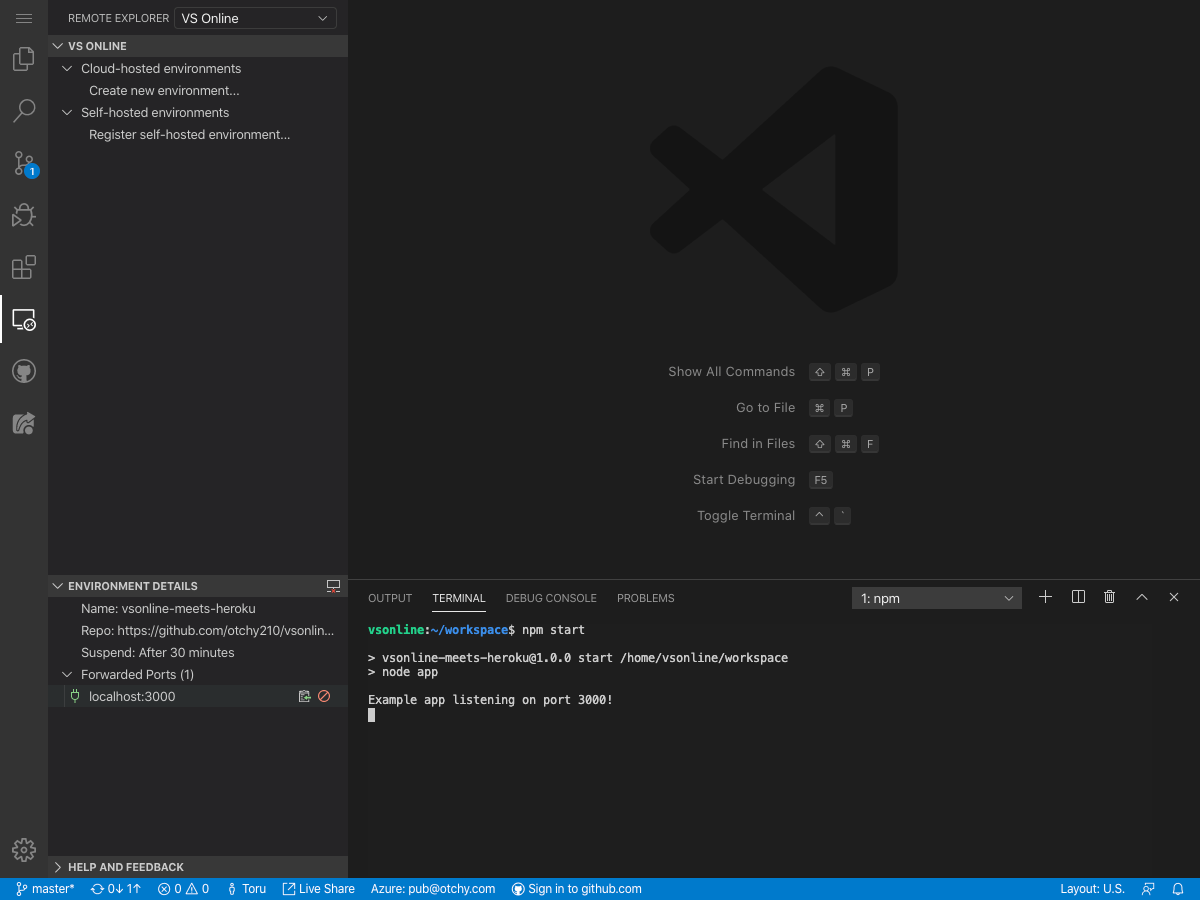 REMOTE EXPLORER VS Online
VS ONLINE
Cloud-hosted environments
Create new environment...
Self-hosted environments
Register self-hosted environment...
1
Show All Commands ⇧ ⌘ P
Go to File ⌘ P
Find in Files ⇧ ⌘ F
Start Debugging F5
Toggle Terminal ^ `
ENVIRONMENT DETAILS
Name: vsonline-meets-heroku
Repo: https://github.com/otchy210/vsonlin...
Suspend: After 30 minutes
Forwarded Ports (1)
localhost:3000
HELP AND FEEDBACK
OUTPUT TERMINAL DEBUG CONSOLE PROBLEMS 1: npm
vsonline:~/workspace$ npm start
> vsonline-meets-heroku@1.0.0 start /home/vsonline/workspace
> node app
Example app listening on port 3000!
master* 0↓ 1↑ 0 0 Toru Live Share Azure: pub@otchy.com Sign in to github.com Layout: U.S.